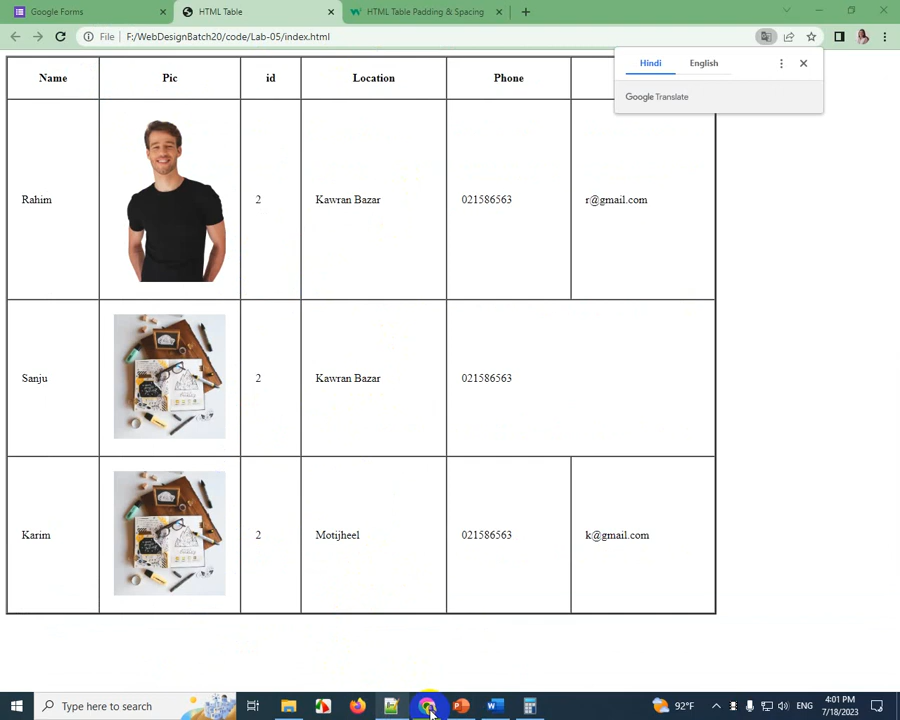 Google Forms
HTML Table
HTML Table Padding & Spacing
File
F:/WebDesignBatch20/code/Lab-05/index.html
Hindi
English
Google Translate
Name Pic id Location Phone
Rahim 2 Kawran Bazar 021586563 r@gmail.com
Sanju 2 Kawran Bazar 021586563
Karim 2 Motijheel 021586563 k@gmail.com
Type here to search
92°F
ENG
4:01 PM
7/18/2023